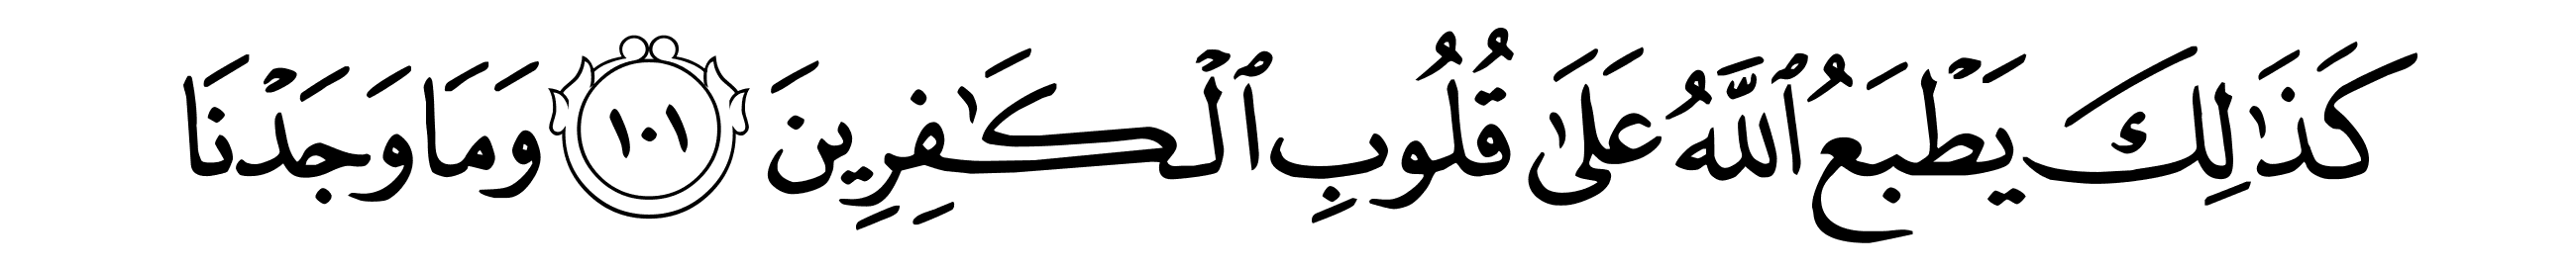 كَذَٰلِكَ يَطْبَعُ ٱللَّهُ عَلَىٰ قُلُوبِ ٱلْكَٰفِرِينَ ١٠١ وَمَا وَجَدْنَا